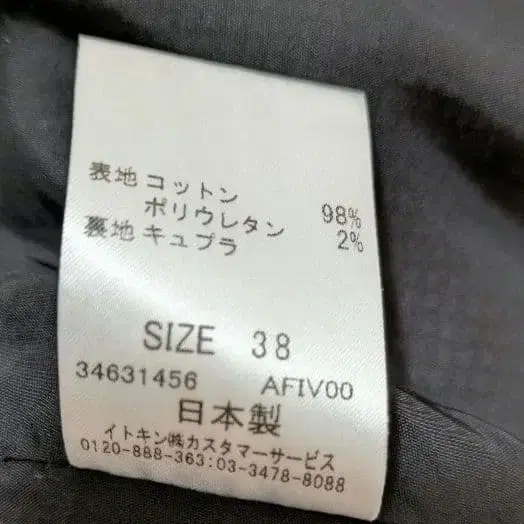 表地 コットン 98%
ポリウレタン 2%
裏地 キュプラ
SIZE 38
34631456 AFIV00
日本製
イトキン㈱カスタマーサービス
0120-888-363:03-3478-8088